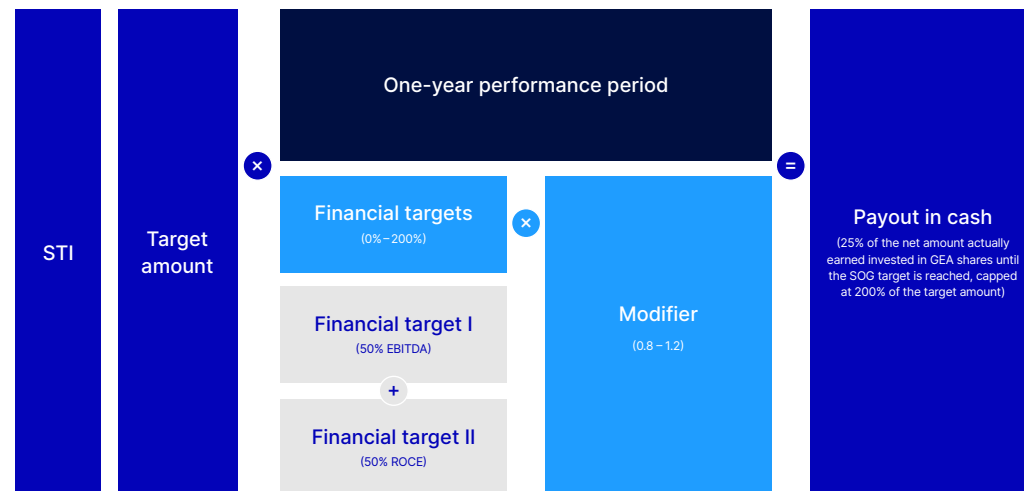 STI
Target
amount
×
One-year performance period
Financial targets
(0%–200%)
×
Financial target I
(50% EBITDA)
+
Financial target II
(50% ROCE)
Modifier
(0.8 – 1.2)
=
Payout in cash
(25% of the net amount actually
earned invested in GEA shares until
the SOG target is reached, capped
at 200% of the target amount)